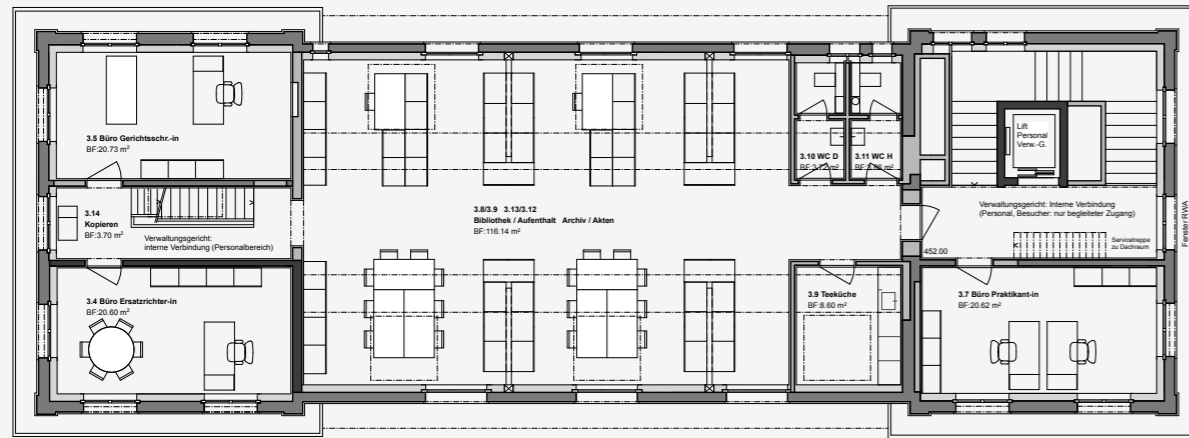 3.5 Büro Gerichtsschr.-in
BF:20.73 m²
3.14
Kopieren
BF:3.70 m²
Verwaltungsgericht:
interne Verbindung (Personalbereich)
3.4 Büro Ersatzrichter-in
BF:20.60 m²
3.8/3.9 3.13/3.12
Bibliothek / Aufenthalt Archiv / Akten
BF:116.14 m²
3.10 WC D
3.11 WC H
3.9 Teeküche
BF:8.60 m²
Lift
Personal
Verw.-G.
Verwaltungsgericht: Interne Verbindung
(Personal, Besucher: nur begleiteter Zugang)
452.00
Servicetreppe
zu Dachraum
Fenster RWA
3.7 Büro Praktikant-in
BF:20.62 m²